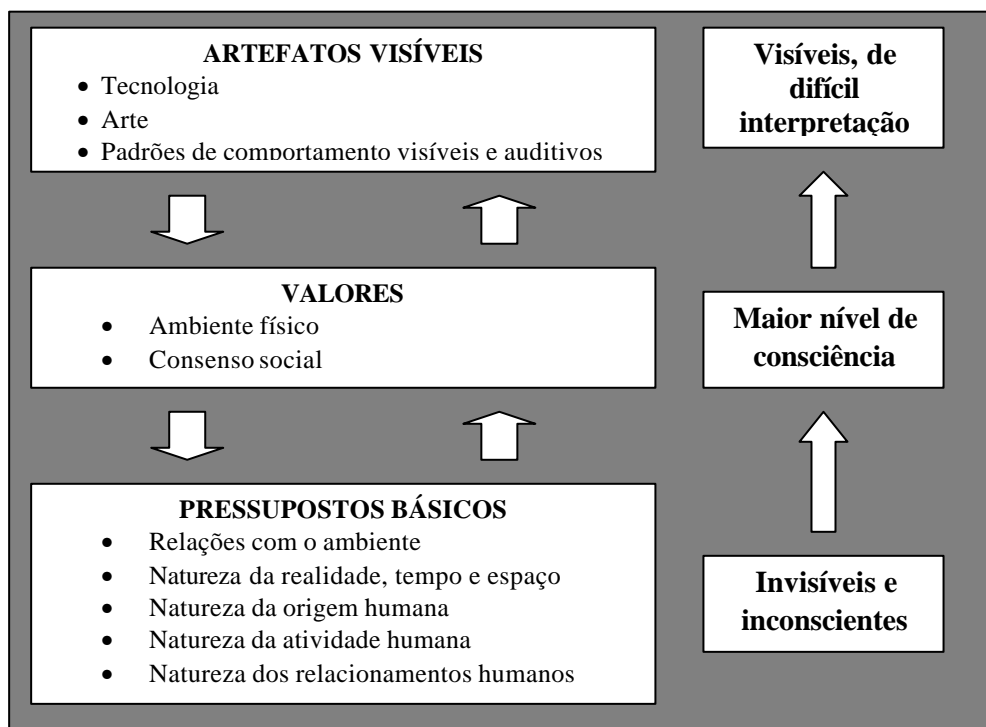 ARTEFATOS VISÍVEIS
• Tecnologia
• Arte
• Padrões de comportamento visíveis e auditivos
Visíveis, de
difícil
interpretação
VALORES
• Ambiente físico
• Consenso social
Maior nível de
consciência
PRESSUPOSTOS BÁSICOS
• Relações com o ambiente
• Natureza da realidade, tempo e espaço
• Natureza da origem humana
• Natureza da atividade humana
• Natureza dos relacionamentos humanos
Invisíveis e
inconscientes